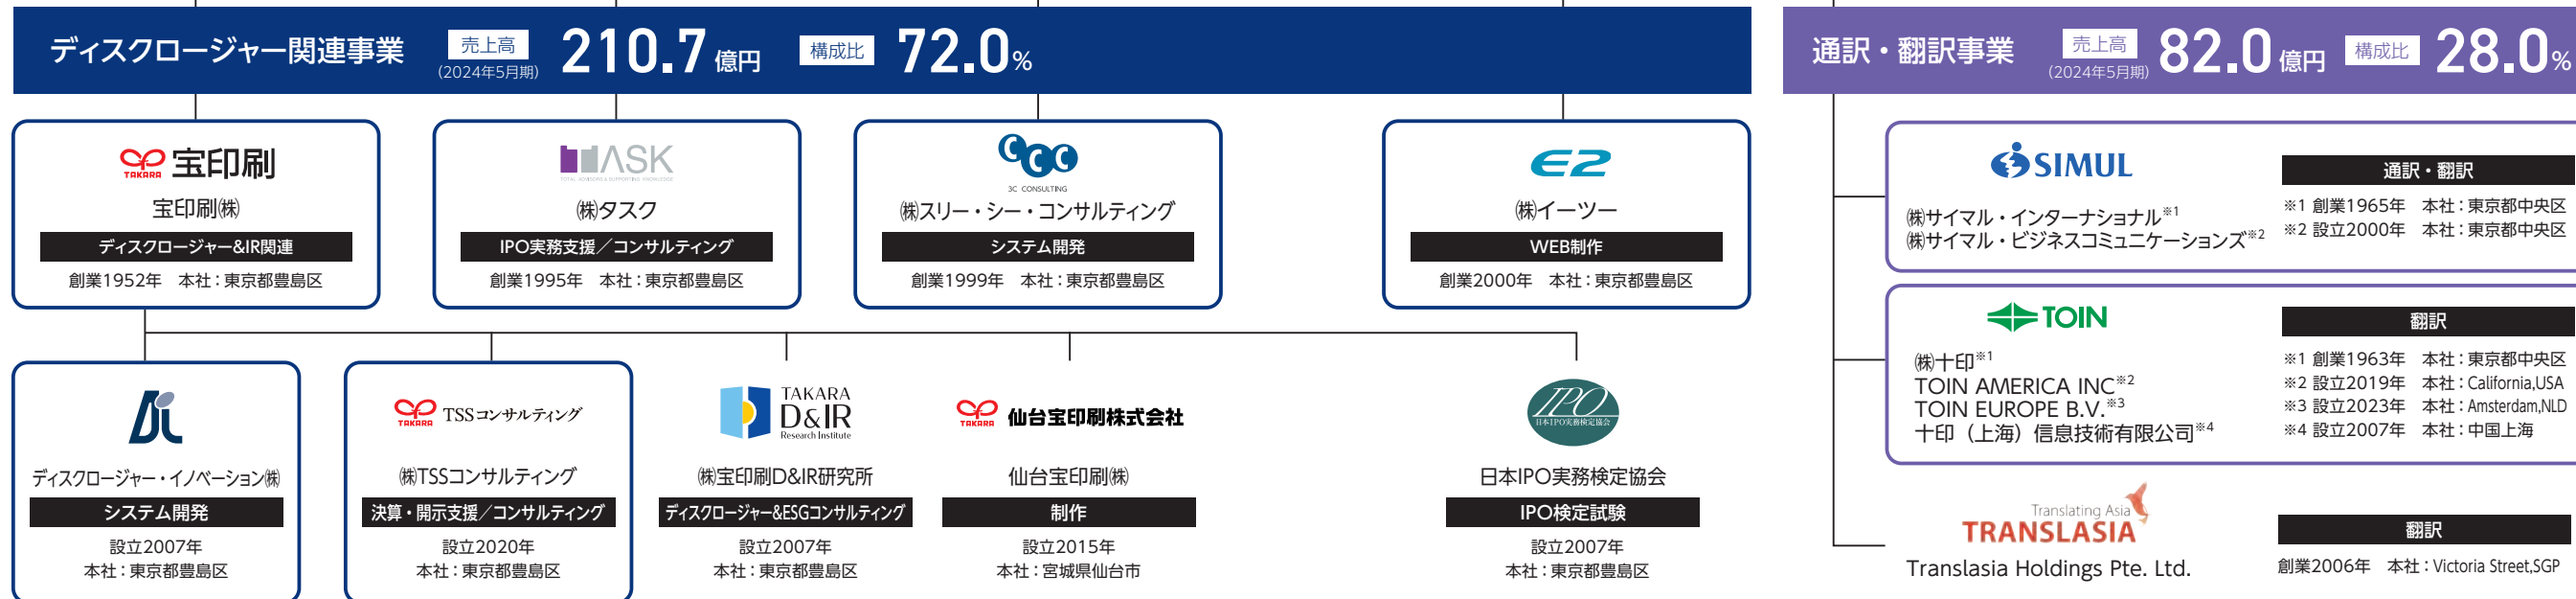 ディスクロージャー関連事業 売上高 (2024年5月期) 210.7億円 構成比 72.0%
TAKARA 宝印刷
宝印刷㈱
ディスクロージャー&IR関連
創業1952年 本社：東京都豊島区
TASK
TOTAL ADVISORS & SUPPORTING KNOWLEDGE
㈱タスク
IPO実務支援／コンサルティング
創業1995年 本社：東京都豊島区
CCC
3C CONSULTING
㈱スリー・シー・コンサルティング
システム開発
創業1999年 本社：東京都豊島区
E2
㈱イーツー
WEB制作
創業2000年 本社：東京都豊島区
ディスクロージャー・イノベーション㈱
システム開発
設立2007年
本社：東京都豊島区
TAKARA TSSコンサルティング
㈱TSSコンサルティング
決算・開示支援／コンサルティング
設立2020年
本社：東京都豊島区
TAKARA
D&IR
Research Institute
㈱宝印刷D&IR研究所
ディスクロージャー&ESGコンサルティング
設立2007年
本社：東京都豊島区
TAKARA 仙台宝印刷株式会社
仙台宝印刷㈱
制作
設立2015年
本社：宮城県仙台市
IPO
日本IPO実務検定協会
日本IPO実務検定協会
IPO検定試験
設立2007年
本社：東京都豊島区
通訳・翻訳事業 売上高 (2024年5月期) 82.0億円 構成比 28.0%
SIMUL
㈱サイマル・インターナショナル※1
㈱サイマル・ビジネスコミュニケーションズ※2
通訳・翻訳
※1 創業1965年 本社：東京都中央区
※2 設立2000年 本社：東京都中央区
TOIN
㈱十印※1
TOIN AMERICA INC※2
TOIN EUROPE B.V.※3
十印（上海）信息技術有限公司※4
翻訳
※1 創業1963年 本社：東京都中央区
※2 設立2019年 本社：California,USA
※3 設立2023年 本社：Amsterdam,NLD
※4 設立2007年 本社：中国上海
Translating Asia
TRANSLASIA
Translasia Holdings Pte. Ltd.
翻訳
創業2006年 本社：Victoria Street,SGP